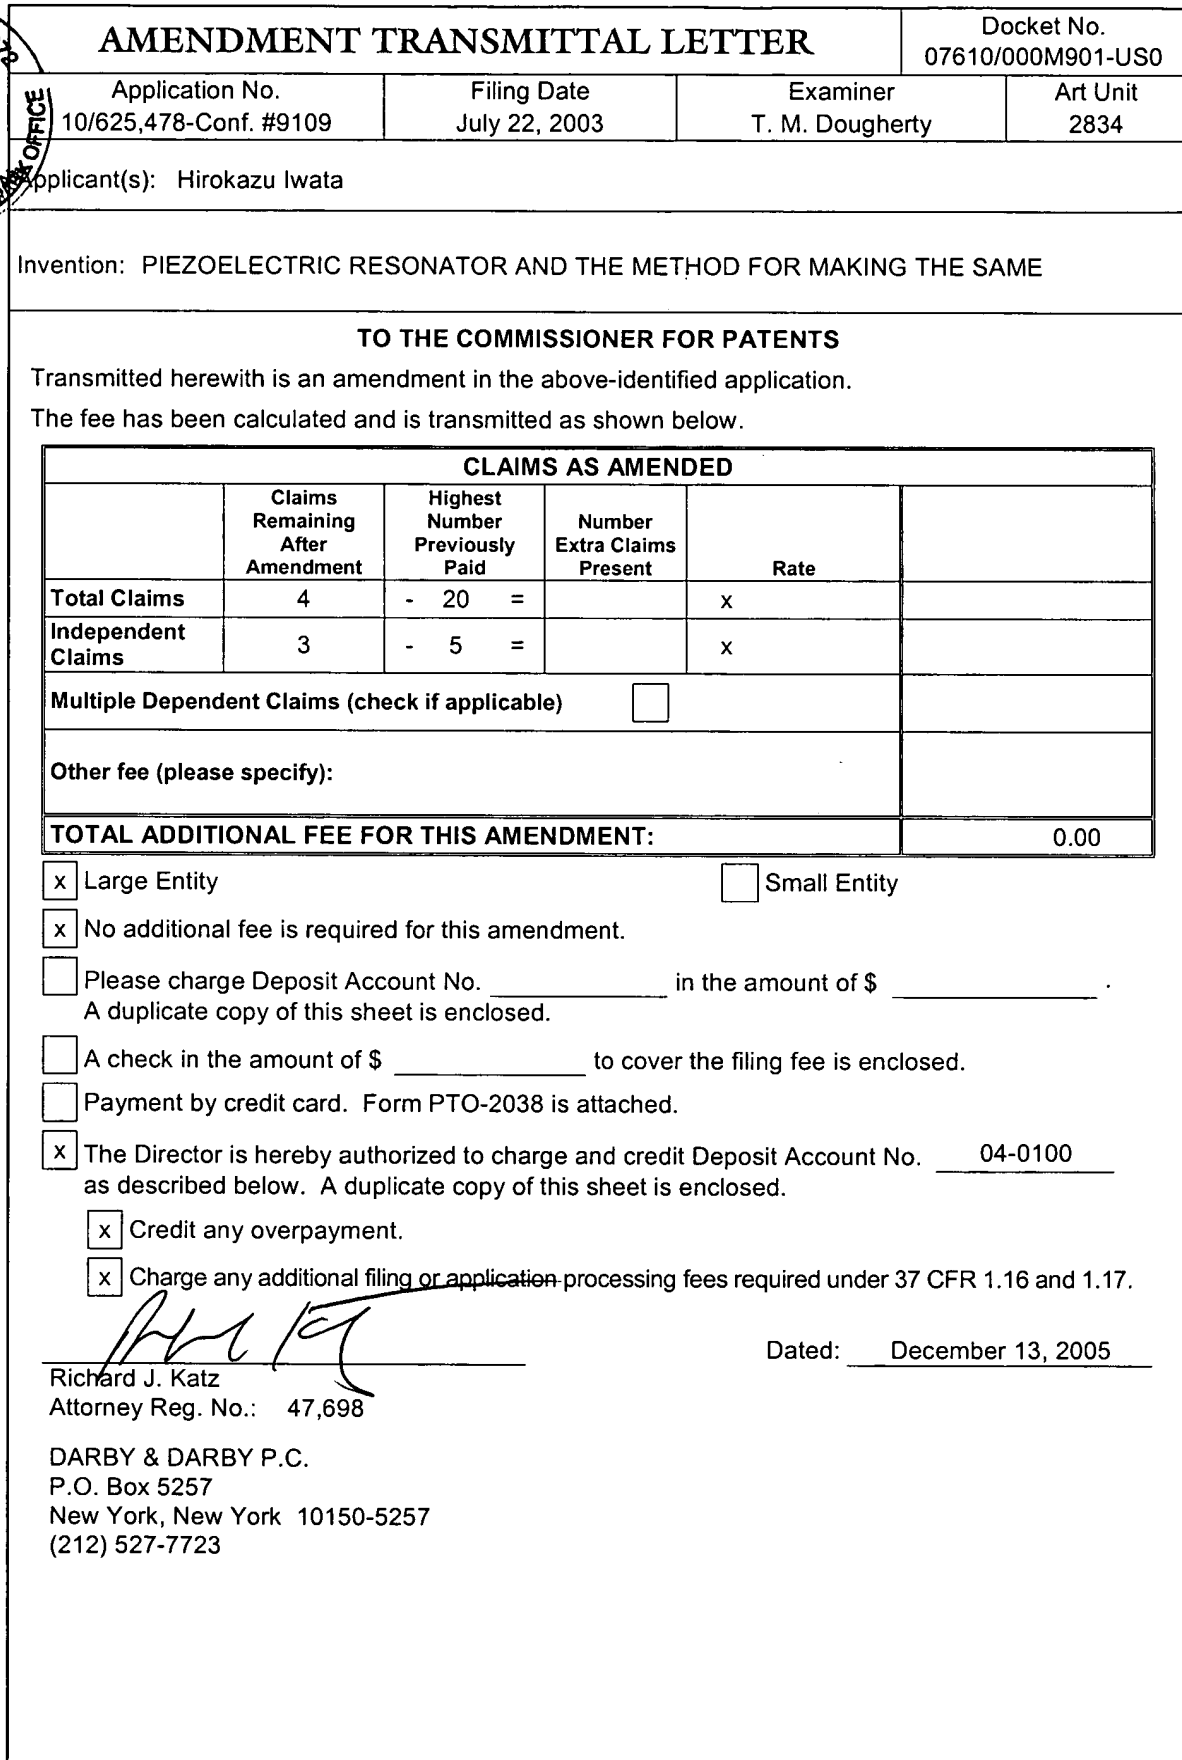 AMENDMENT TRANSMITTAL LETTER
Docket No.
07610/000M901-US0
Application No.
10/625,478-Conf. #9109
Filing Date
July 22, 2003
Examiner
T. M. Dougherty
Art Unit
2834
OFFICE
Applicant(s): Hirokazu Iwata
Invention: PIEZOELECTRIC RESONATOR AND THE METHOD FOR MAKING THE SAME
TO THE COMMISSIONER FOR PATENTS
Transmitted herewith is an amendment in the above-identified application.
The fee has been calculated and is transmitted as shown below.
CLAIMS AS AMENDED
Claims
Remaining
After
Amendment
Highest
Number
Previously
Paid
Number
Extra Claims
Present
Rate
Total Claims 4 - 20 = x
Independent
Claims 3 - 5 = x
Multiple Dependent Claims (check if applicable)
Other fee (please specify):
TOTAL ADDITIONAL FEE FOR THIS AMENDMENT: 0.00
x Large Entity Small Entity
x No additional fee is required for this amendment.
Please charge Deposit Account No. ____ in the amount of $ ____ .
A duplicate copy of this sheet is enclosed.
A check in the amount of $ ____ to cover the filing fee is enclosed.
Payment by credit card. Form PTO-2038 is attached.
x The Director is hereby authorized to charge and credit Deposit Account No. 04-0100
as described below. A duplicate copy of this sheet is enclosed.
x Credit any overpayment.
x Charge any additional filing or application processing fees required under 37 CFR 1.16 and 1.17.
Dated: December 13, 2005
Richard J. Katz
Attorney Reg. No.: 47,698
DARBY & DARBY P.C.
P.O. Box 5257
New York, New York 10150-5257
(212) 527-7723